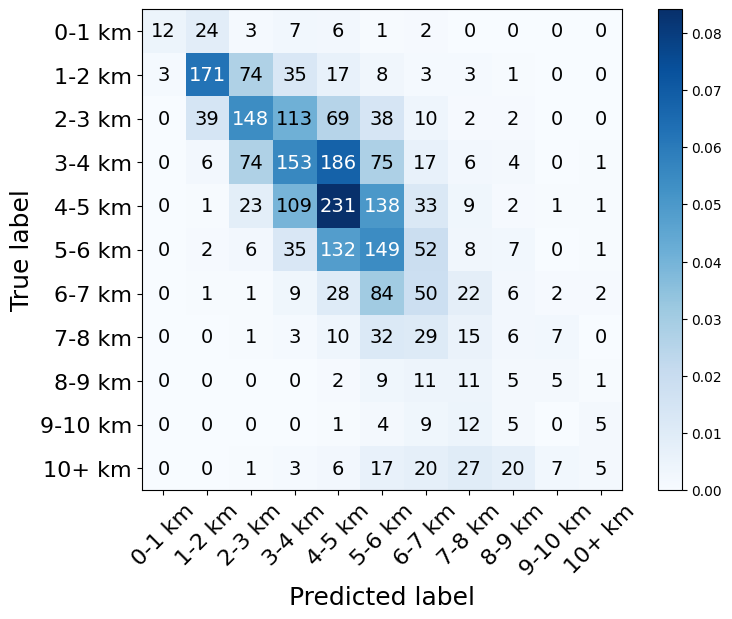 0-1 km 12 24 3 7 6 1 2 0 0 0 0
1-2 km 3 171 74 35 17 8 3 3 1 0 0
2-3 km 0 39 148 113 69 38 10 2 2 0 0
3-4 km 0 6 74 153 186 75 17 6 4 0 1
4-5 km 0 1 23 109 231 138 33 9 2 1 1
5-6 km 0 2 6 35 132 149 52 8 7 0 1
6-7 km 0 1 1 9 28 84 50 22 6 2 2
7-8 km 0 0 1 3 10 32 29 15 6 7 0
8-9 km 0 0 0 0 2 9 11 11 5 5 1
9-10 km 0 0 0 0 1 4 9 12 5 0 5
10+ km 0 0 1 3 6 17 20 27 20 7 5
True label
0-1 km 1-2 km 2-3 km 3-4 km 4-5 km 5-6 km 6-7 km 7-8 km 8-9 km 9-10 km 10+ km
Predicted label
0.08
0.07
0.06
0.05
0.04
0.03
0.02
0.01
0.00